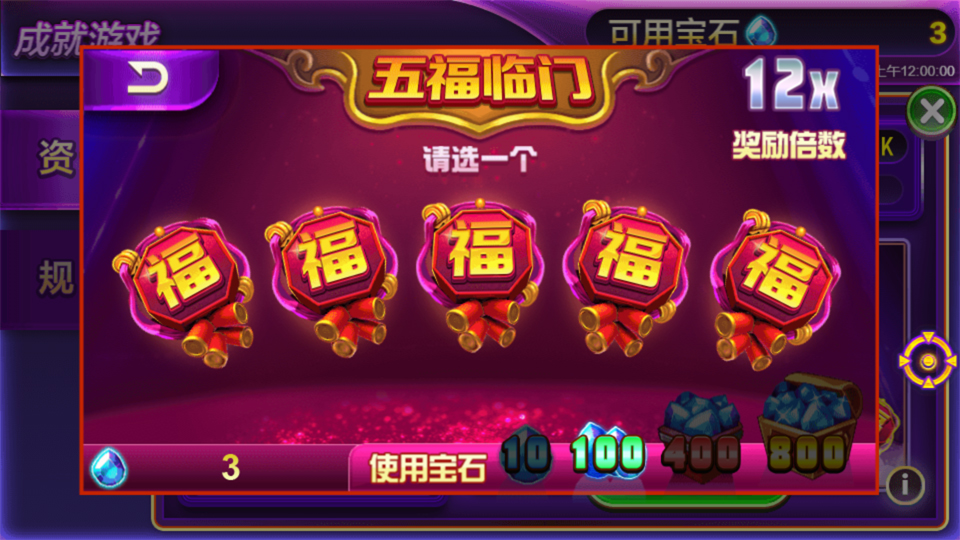 成就游戏
可用宝石 3
上午12:00:00
五福临门
12x
奖励倍数
请选一个
资
K
规
福 福 福 福 福
3 使用宝石 10 100 400 800
i